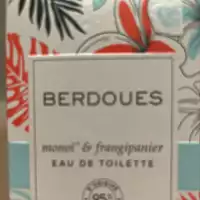 BERDOUES
monoï & frangipanier
EAU DE TOILETTE